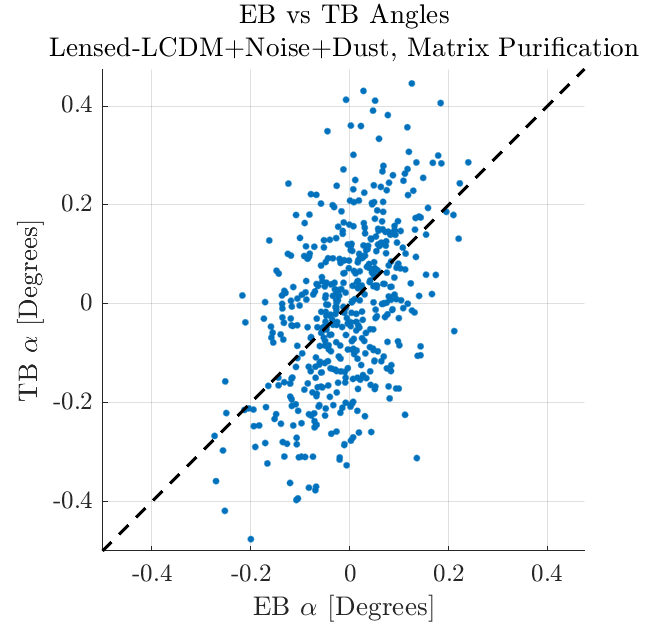 EB vs TB Angles
Lensed-LCDM+Noise+Dust, Matrix Purification
0.4
0.2
0
-0.2
-0.4
TB α [Degrees]
-0.4
-0.2
0
0.2
0.4
EB α [Degrees]